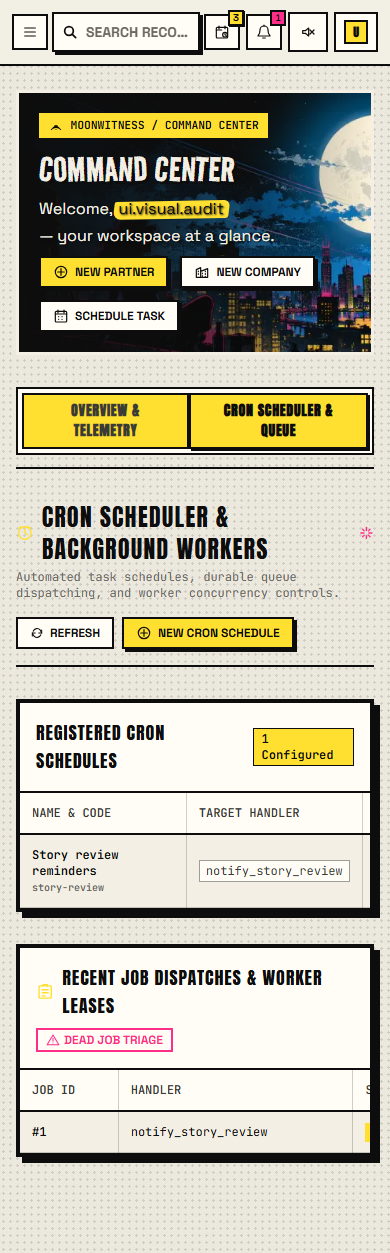 SEARCH RECO...
3
1
U
MOONWITNESS / COMMAND CENTER
COMMAND CENTER
Welcome, ui.visual.audit
— your workspace at a glance.
NEW PARTNER
NEW COMPANY
SCHEDULE TASK
OVERVIEW &
TELEMETRY
CRON SCHEDULER &
QUEUE
CRON SCHEDULER &
BACKGROUND WORKERS
Automated task schedules, durable queue
dispatching, and worker concurrency controls.
REFRESH
NEW CRON SCHEDULE
REGISTERED CRON
SCHEDULES
1
Configured
NAME & CODE
TARGET HANDLER
Story review
reminders
story-review
notify_story_review
RECENT JOB DISPATCHES & WORKER
LEASES
DEAD JOB TRIAGE
JOB ID
HANDLER
#1
notify_story_review